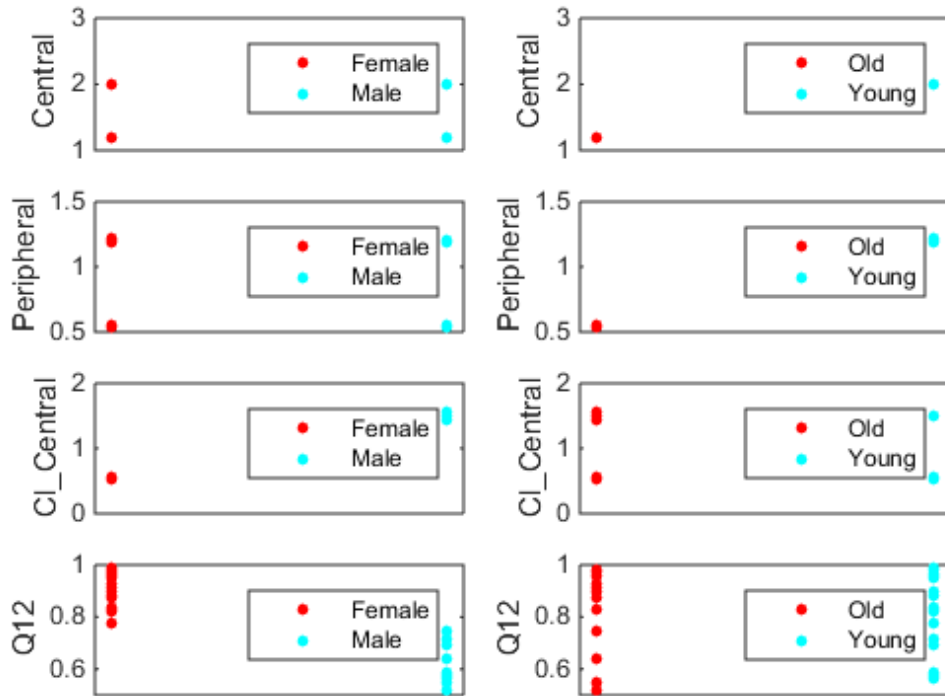 Central
3
2
1
Female
Male
Central
3
2
1
Old
Young
Peripheral
1.5
1
0.5
Female
Male
Peripheral
1.5
1
0.5
Old
Young
Cl_Central
2
1
0
Female
Male
Cl_Central
2
1
0
Old
Young
Q12
1
0.8
0.6
Female
Male
Q12
1
0.8
0.6
Old
Young